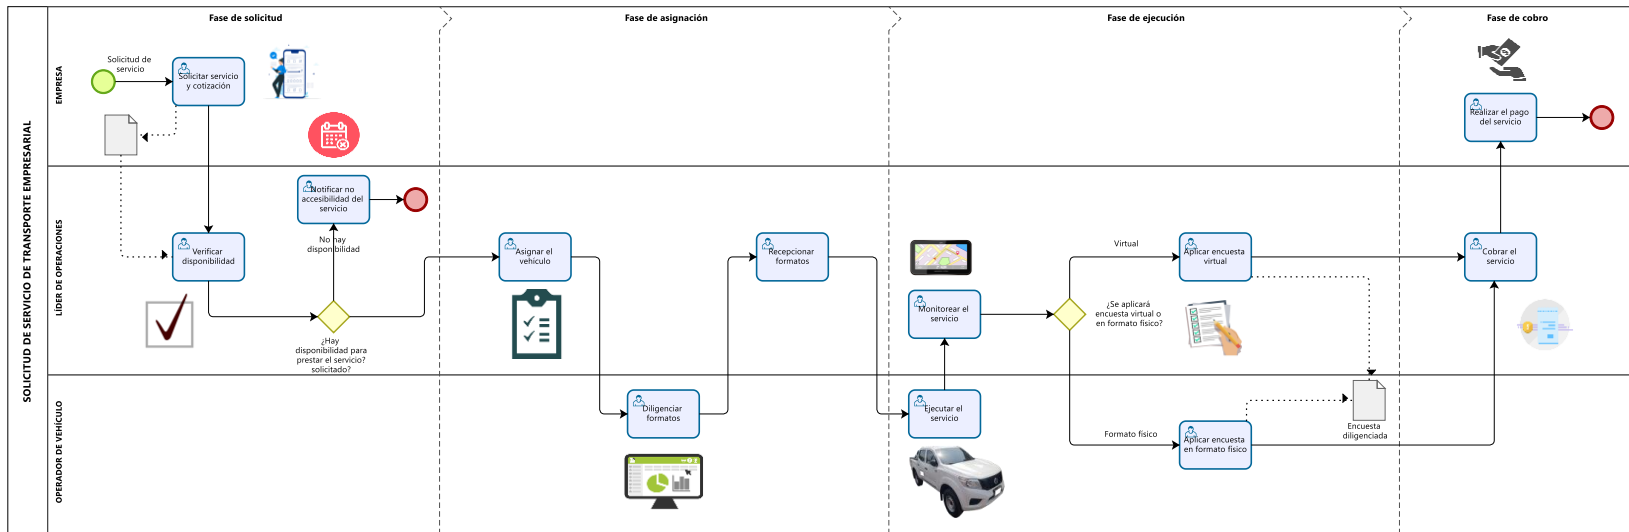 Fase de solicitud
Fase de asignación
Fase de ejecución
Fase de cobro
SOLICITUD DE SERVICIO DE TRANSPORTE EMPRESARIAL
EMPRESA
Solicitud de
servicio
Solicitar servicio
y cotización
Realizar el pago
del servicio
LÍDER DE OPERACIONES
Notificar no
accesibilidad del
servicio
No hay
disponibilidad
Verificar
disponibilidad
¿Hay
disponibilidad para
prestar el servicio?
solicitado?
Asignar el
vehículo
Recepcionar
formatos
Monitorear el
servicio
Virtual
¿Se aplicará
encuesta virtual o
en formato físico?
Aplicar encuesta
virtual
Cobrar el
servicio
OPERADOR DE VEHÍCULO
Diligenciar
formatos
Ejecutar el
servicio
Formato físico
Aplicar encuesta
en formato físico
Encuesta
diligenciada